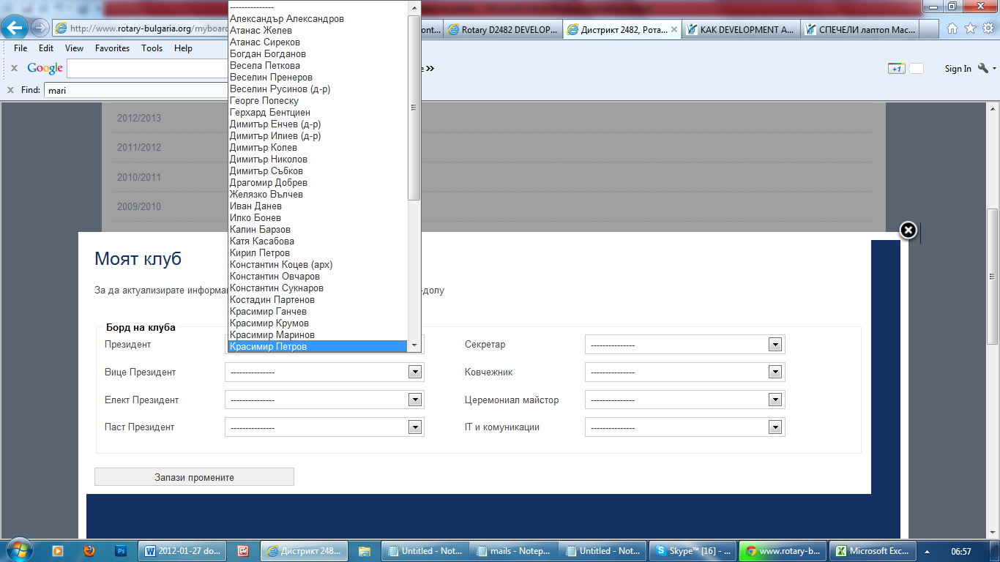 http://www.rotary-bulgaria.org/myboard
ont...
Rotary D2482 DEVELOP...
Дистрикт 2482, Рота...
КАК DEVELOPMENT A...
СПЕЧЕЛИ лаптоп Mac...
File Edit View Favorites Tools Help
x Google
+1
Sign In
x Find: mari
---------------
Александър Александров
Атанас Желев
Атанас Сиреков
Богдан Богданов
Весела Петкова
Веселин Пренеров
Веселин Русинов (д-р)
Георге Попеску
Герхард Бентциен
Димитър Енчев (д-р)
Димитър Илиев (д-р)
Димитър Колев
Димитър Николов
Димитър Събков
Драгомир Добрев
Желязко Вълчев
Иван Данев
Илко Бонев
Калин Барзов
Катя Касабова
Кирил Петров
Константин Коцев (арх)
Константин Овчаров
Константин Сукнаров
Костадин Партенов
Красимир Ганчев
Красимир Крумов
Красимир Маринов
Красимир Петров
2012/2013
2011/2012
2010/2011
2009/2010
Моят клуб
За да актуализирате информа
-долу
Борд на клуба
Президент
Секретар ---------------
Вице Президент --------------- Ковчежник ---------------
Елект Президент --------------- Церемониал майстор ---------------
Паст Президент --------------- IT и комуникации ---------------
Запази промените
2012-01-27 do...
Дистрикт 248...
Untitled - Not...
mails - Notep...
Untitled - Not...
Skype™ [16] - ...
www.rotary-b...
Microsoft Exc...
06:57